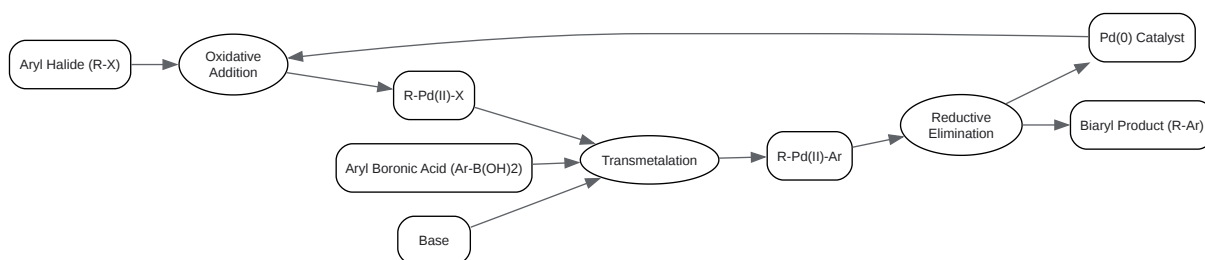 Aryl Halide (R-X)
Oxidative
Addition
R-Pd(II)-X
Aryl Boronic Acid (Ar-B(OH)2)
Base
Transmetalation
R-Pd(II)-Ar
Reductive
Elimination
Pd(0) Catalyst
Biaryl Product (R-Ar)